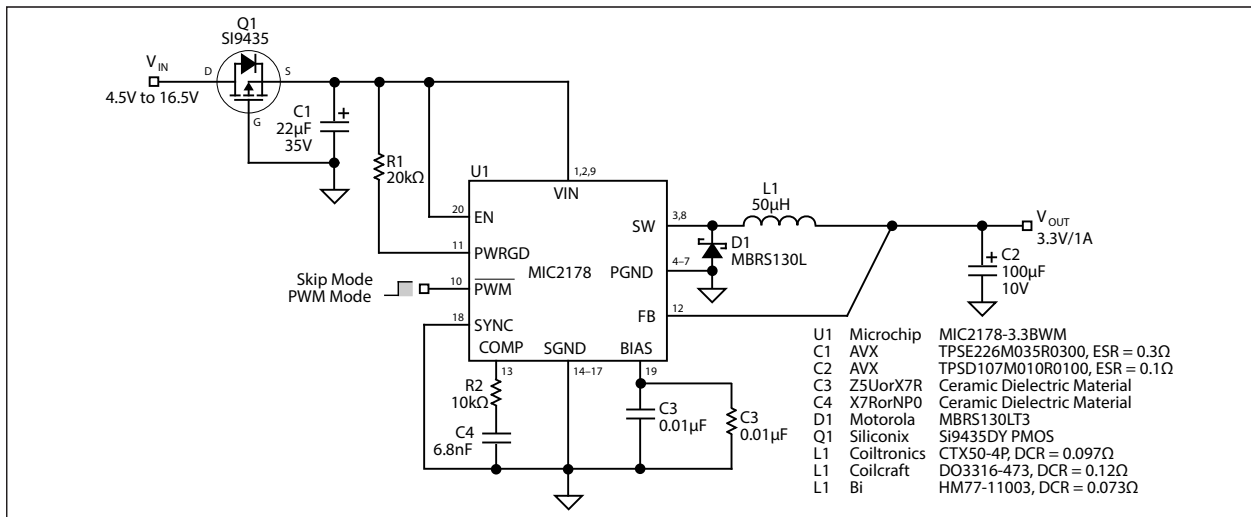 Q1
SI9435
V IN
D
S
G
4.5V to 16.5V
C1
22µF
35V
+
R1
20kΩ
U1
1,2,9
VIN
20
EN
11
PWRGD
MIC2178
Skip Mode
PWM Mode
10
PWM
18
SYNC
COMP
SGND
BIAS
13
14–17
19
SW
3,8
PGND
4–7
FB
12
L1
50µH
D1
MBRS130L
V OUT
3.3V/1A
+
C2
100µF
10V
R2
10kΩ
C4
6.8nF
C3
0.01µF
C3
0.01µF
U1 Microchip MIC2178-3.3BWM
C1 AVX TPSE226M035R0300, ESR = 0.3Ω
C2 AVX TPSD107M010R0100, ESR = 0.1Ω
C3 Z5UorX7R Ceramic Dielectric Material
C4 X7RorNP0 Ceramic Dielectric Material
D1 Motorola MBRS130LT3
Q1 Siliconix Si9435DY PMOS
L1 Coiltronics CTX50-4P, DCR = 0.097Ω
L1 Coilcraft DO3316-473, DCR = 0.12Ω
L1 Bi HM77-11003, DCR = 0.073Ω